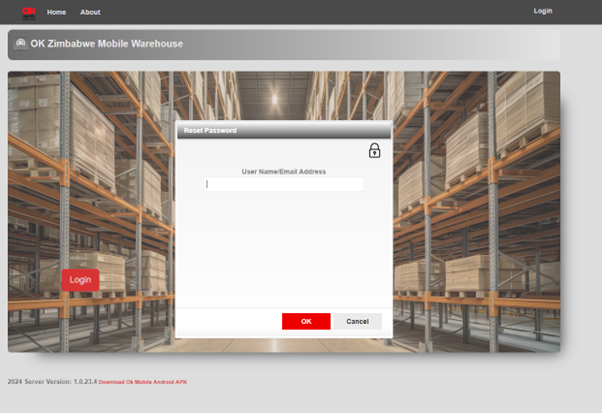 OK
Home About Login
OK Zimbabwe Mobile Warehouse
Reset Password
User Name/Email Address
Login
OK Cancel
2024 Server Version: 1.0.23.4 Download Ok Mobile Android APK